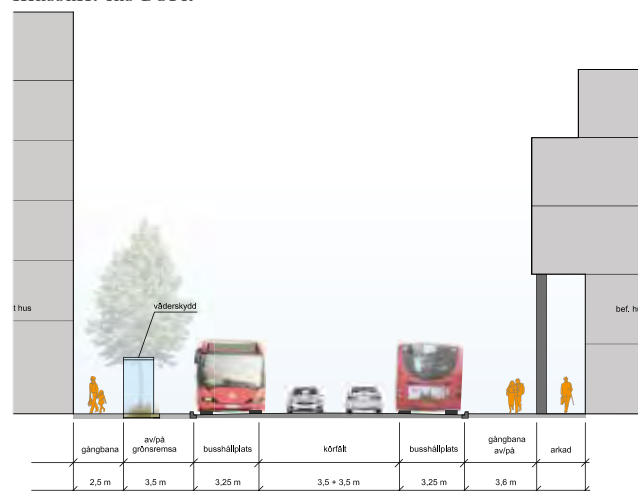 väderskydd
t hus
bef. hu
gångbana
av/på
grönsremsa
busshållplats
körfält
busshållplats
gångbana
av/på
arkad
2,5 m
3,5 m
3,25 m
3,5 + 3,5 m
3,25 m
3,6 m